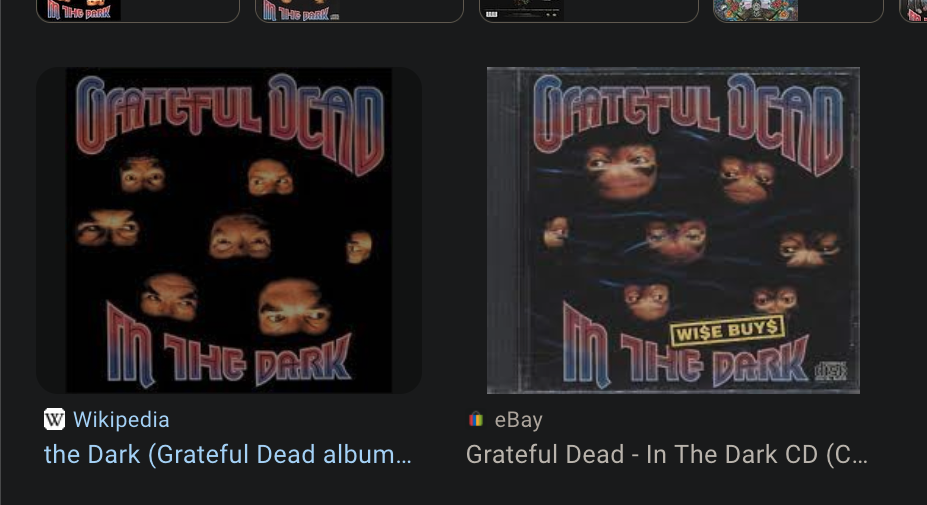 IN THE DARK
IN THE DARK
GRATEFUL DEAD
GRATEFUL DEAD
WI$E BUY$
IN THE DARK
IN THE DARK
W Wikipedia
eBay
the Dark (Grateful Dead album...
Grateful Dead - In The Dark CD (C...